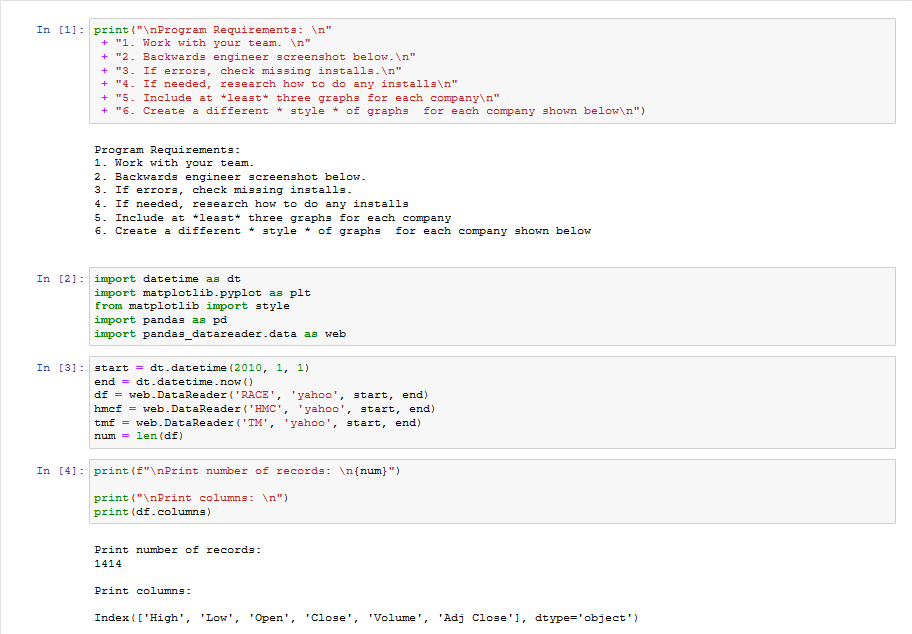 In [1]: print("\nProgram Requirements: \n"
+ "1. Work with your team. \n"
+ "2. Backwards engineer screenshot below.\n"
+ "3. If errors, check missing installs.\n"
+ "4. If needed, research how to do any installs\n"
+ "5. Include at *least* three graphs for each company\n"
+ "6. Create a different * style * of graphs  for each company shown below\n")
Program Requirements:
1. Work with your team.
2. Backwards engineer screenshot below.
3. If errors, check missing installs.
4. If needed, research how to do any installs
5. Include at *least* three graphs for each company
6. Create a different * style * of graphs  for each company shown below
In [2]: import datetime as dt
import matplotlib.pyplot as plt
from matplotlib import style
import pandas as pd
import pandas_datareader.data as web
In [3]: start = dt.datetime(2010, 1, 1)
end = dt.datetime.now()
df = web.DataReader('RACE', 'yahoo', start, end)
hmcf = web.DataReader('HMC', 'yahoo', start, end)
tmf = web.DataReader('TM', 'yahoo', start, end)
num = len(df)
In [4]: print(f"\nPrint number of records: \n{num}")
print("\nPrint columns: \n")
print(df.columns)
Print number of records:
1414
Print columns:
Index(['High', 'Low', 'Open', 'Close', 'Volume', 'Adj Close'], dtype='object')